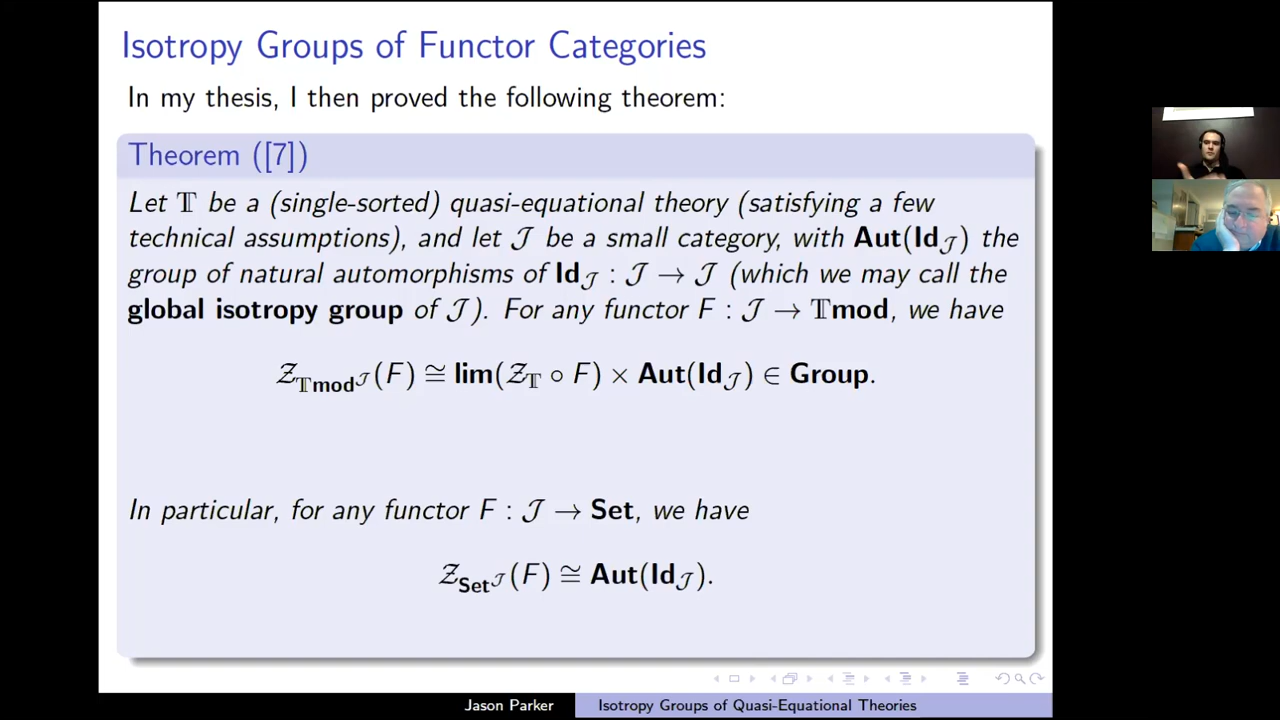 Isotropy Groups of Functor Categories
In my thesis, I then proved the following theorem:
Theorem ([7])
Let 𝕋 be a (single-sorted) quasi-equational theory (satisfying a few
technical assumptions), and let 𝒥 be a small category, with Aut(Id_𝒥) the
group of natural automorphisms of Id_𝒥 : 𝒥 → 𝒥 (which we may call the
global isotropy group of 𝒥). For any functor F : 𝒥 → 𝕋mod, we have
𝒵_{𝕋mod^𝒥}(F) ≅ lim(𝒵_𝕋 ∘ F) × Aut(Id_𝒥) ∈ Group.
In particular, for any functor F : 𝒥 → Set, we have
𝒵_{Set^𝒥}(F) ≅ Aut(Id_𝒥).
Jason Parker
Isotropy Groups of Quasi-Equational Theories